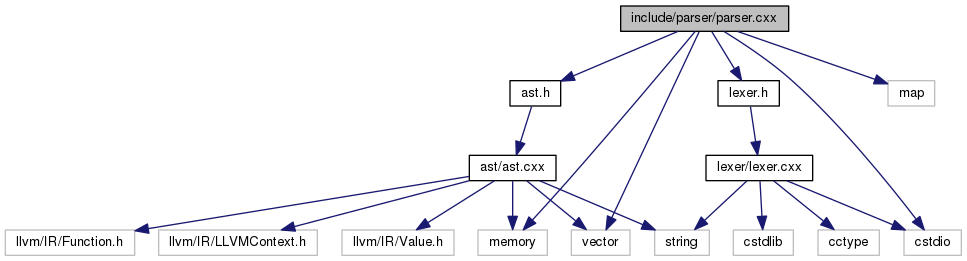 include/parser/parser.cxx
ast.h
lexer.h
map
ast/ast.cxx
lexer/lexer.cxx
llvm/IR/Function.h
llvm/IR/LLVMContext.h
llvm/IR/Value.h
memory
vector
string
cstdlib
cctype
cstdio